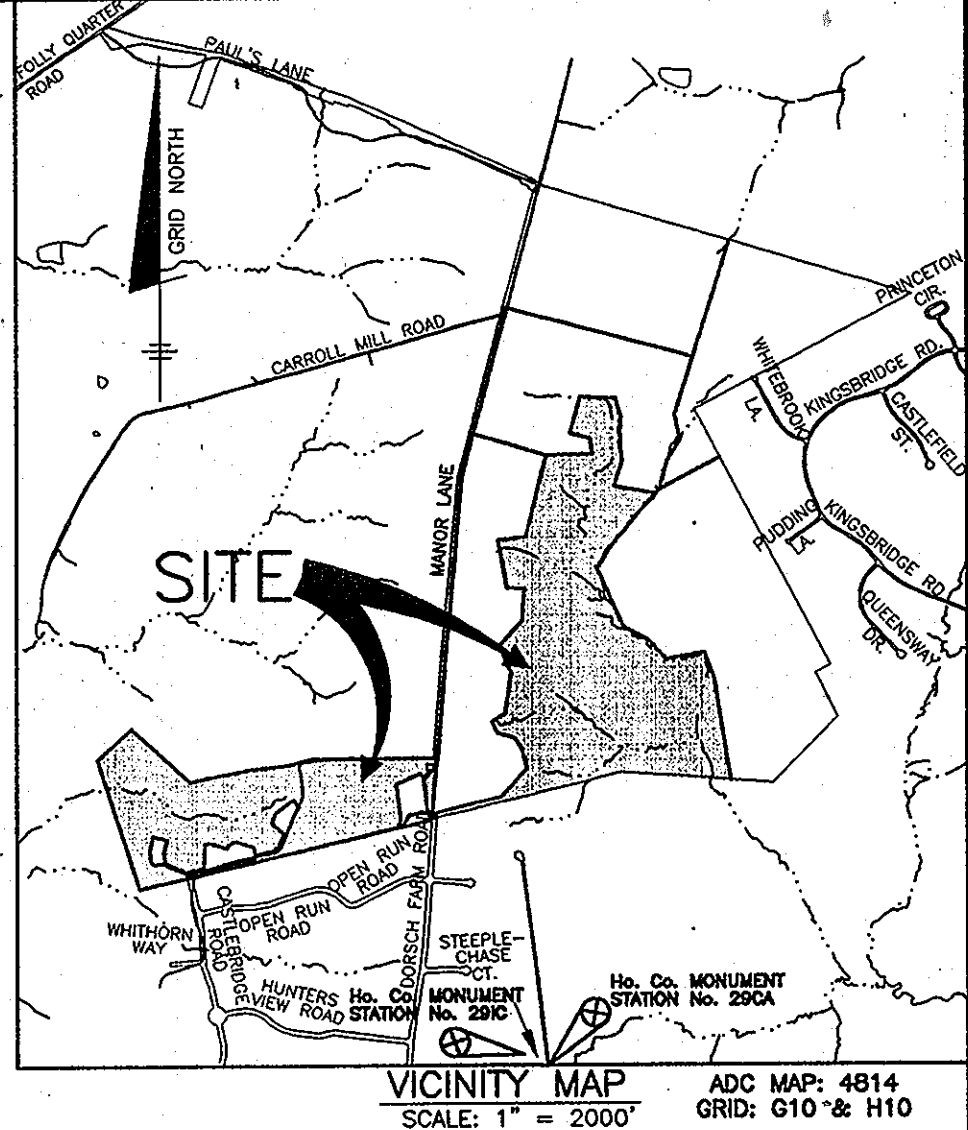 FOLLY QUARTER
ROAD
PAUL'S LANE
GRID NORTH
PRINCETON
CIR.
CARROLL MILL ROAD
WHITEBROOK
LA.
KINGSBRIDGE RD.
CASTLEFIELD
ST.
MANOR LANE
PUDDING
LA.
KINGSBRIDGE RD.
SITE
QUEENSWAY
DR.
OPEN RUN
ROAD
DORSCH FARM ROAD
CASTLEBRIDGE
ROAD
OPEN RUN
ROAD
WHITHORN
WAY
STEEPLE-
CHASE
CT.
HUNTERS
VIEW ROAD
Ho. Co. MONUMENT
STATION No. 29IC
Ho. Co. MONUMENT
STATION No. 29CA
VICINITY MAP
SCALE: 1" = 2000'
ADC MAP: 4814
GRID: G10 & H10